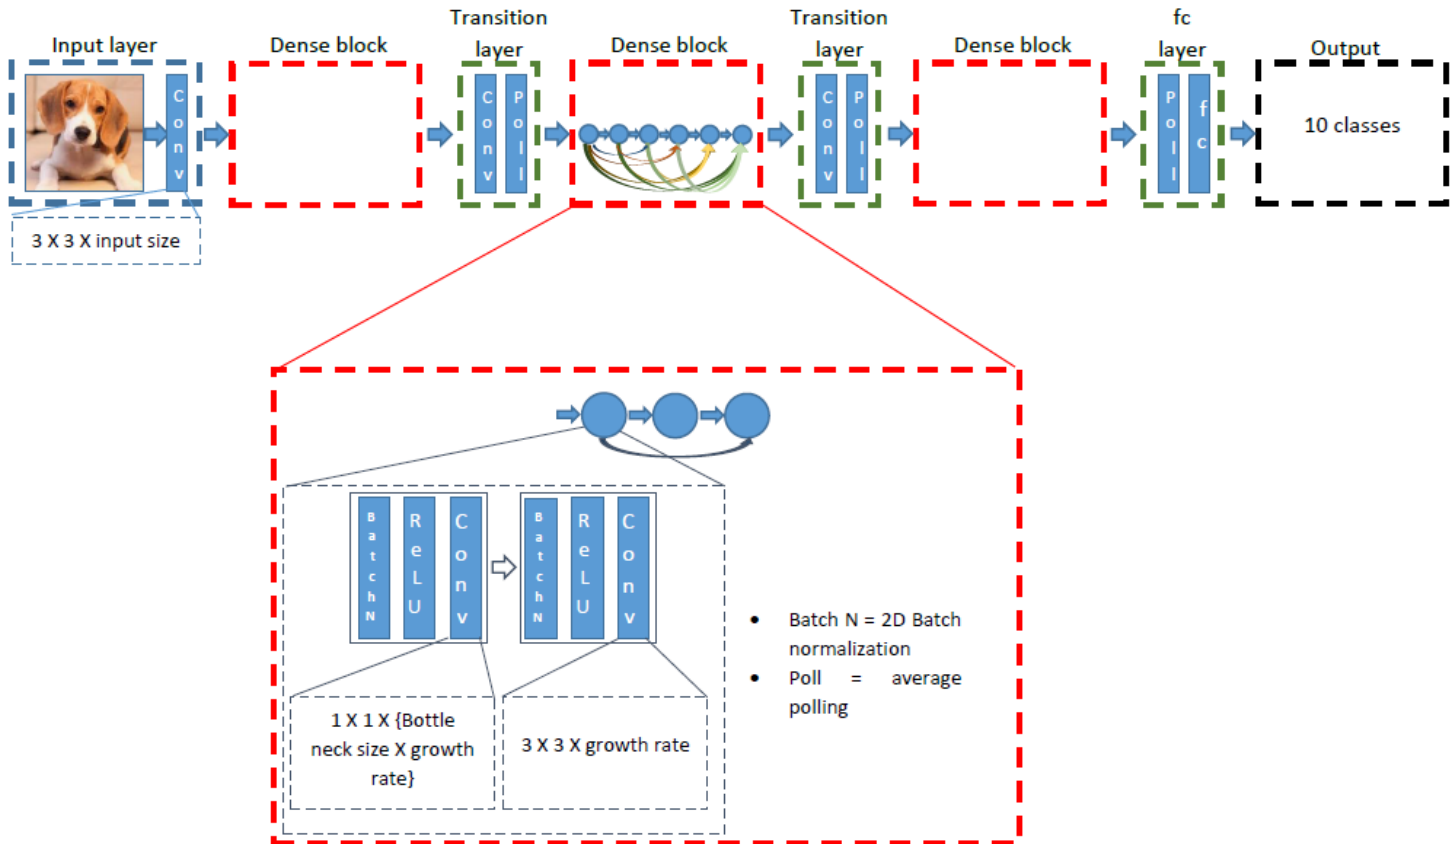 Input layer
Dense block
Transition
layer
Dense block
Transition
layer
Dense block
fc
layer
Output
Conv
Conv
Poll
Conv
Poll
Poll
fc
10 classes
3 X 3 X input size
BatchN
ReLU
Conv
BatchN
ReLU
Conv
1 X 1 X {Bottle
neck size X growth
rate}
3 X 3 X growth rate
• Batch N = 2D Batch
normalization
• Poll = average
polling